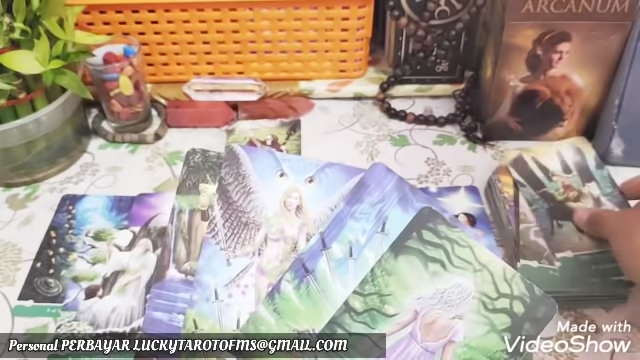 ARCANUM
Personal PERBAYAR LUCKYTAROTOFMS@GMAIL.COM
Made with
VideoShow